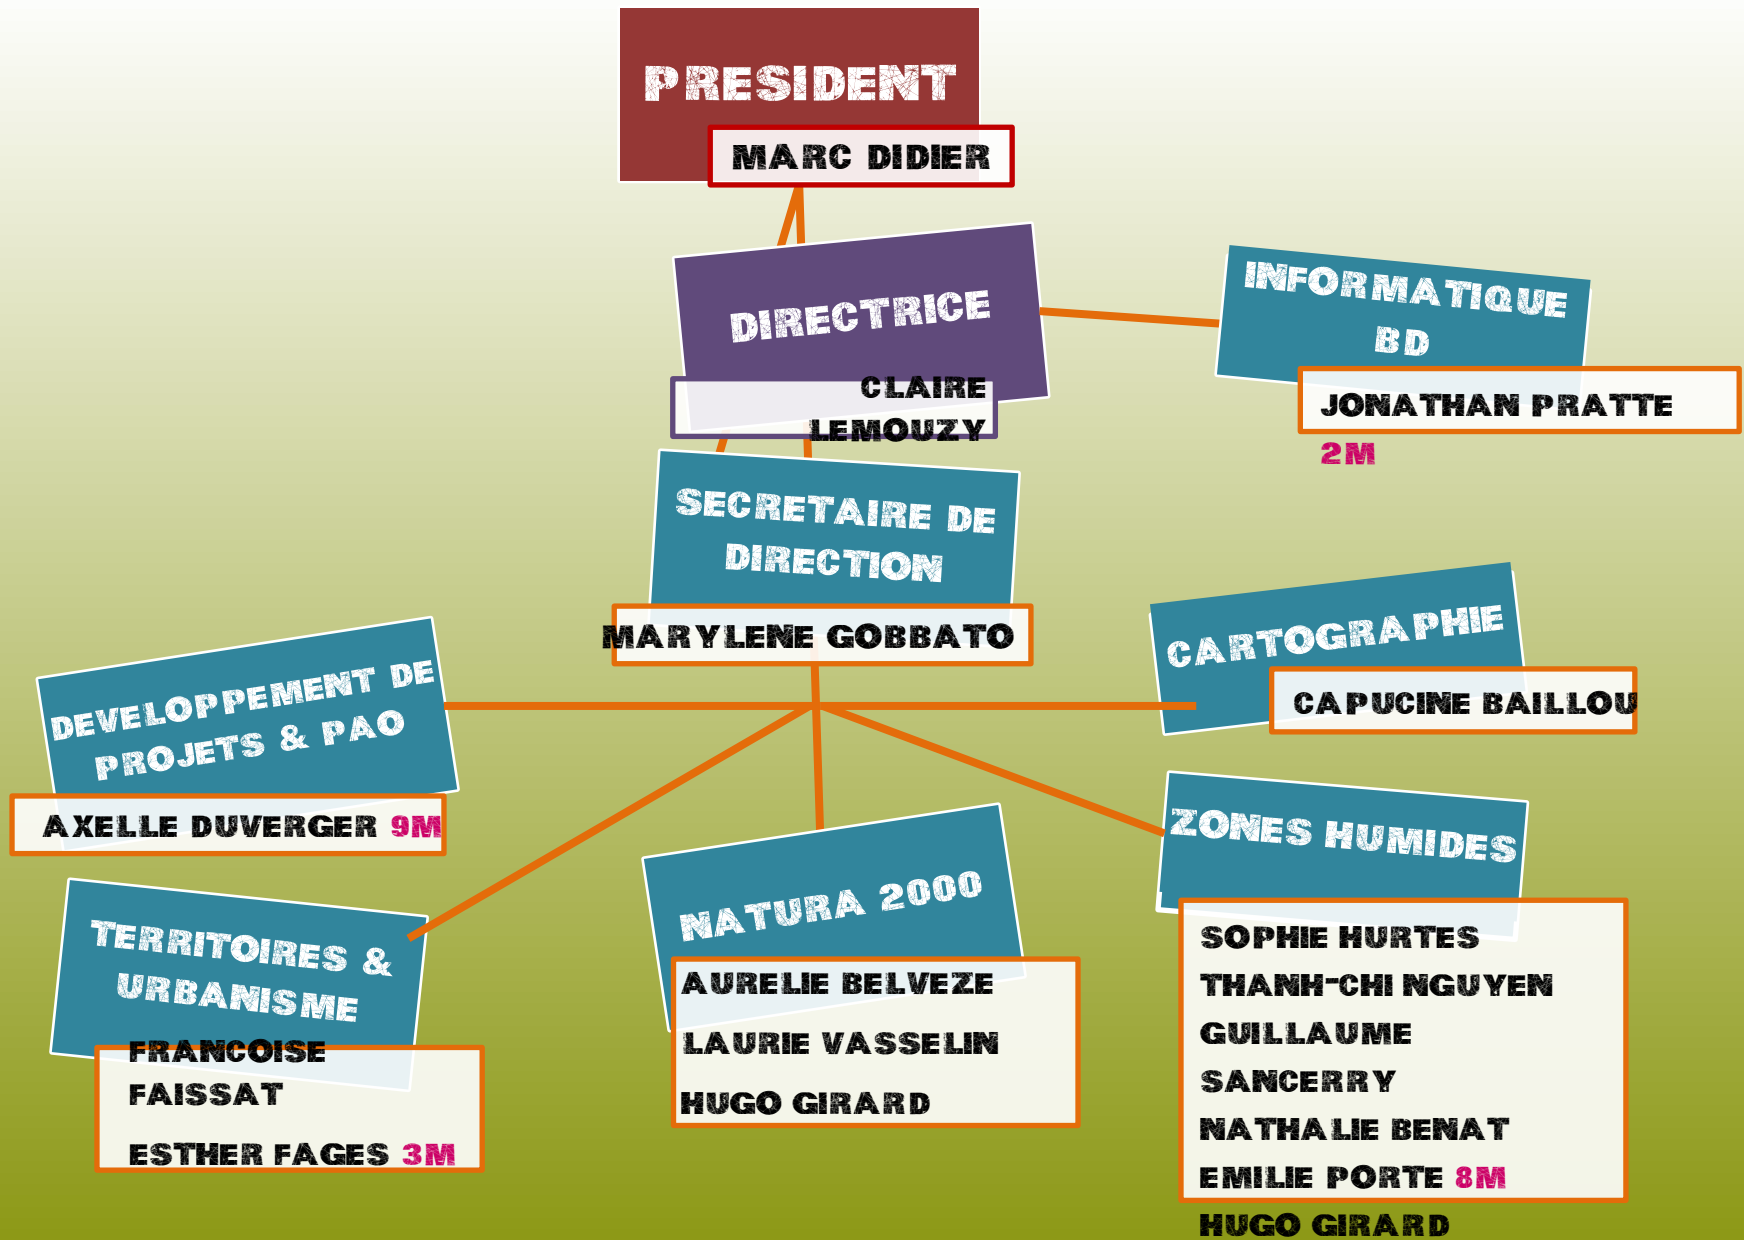 PRESIDENT
MARC DIDIER
DIRECTRICE
CLAIRE
LEMOUZY
INFORMATIQUE
BD
JONATHAN PRATTE
2M
SECRETAIRE DE
DIRECTION
MARYLENE GOBBATO
CARTOGRAPHIE
CAPUCINE BAILLOU
DEVELOPPEMENT DE
PROJETS & PAO
AXELLE DUVERGER 9M
ZONES HUMIDES
SOPHIE HURTES
THANH-CHI NGUYEN
GUILLAUME
SANCERRY
NATHALIE BENAT
EMILIE PORTE 8M
HUGO GIRARD
NATURA 2000
AURELIE BELVEZE
LAURIE VASSELIN
HUGO GIRARD
TERRITOIRES &
URBANISME
FRANCOISE
FAISSAT
ESTHER FAGES 3M